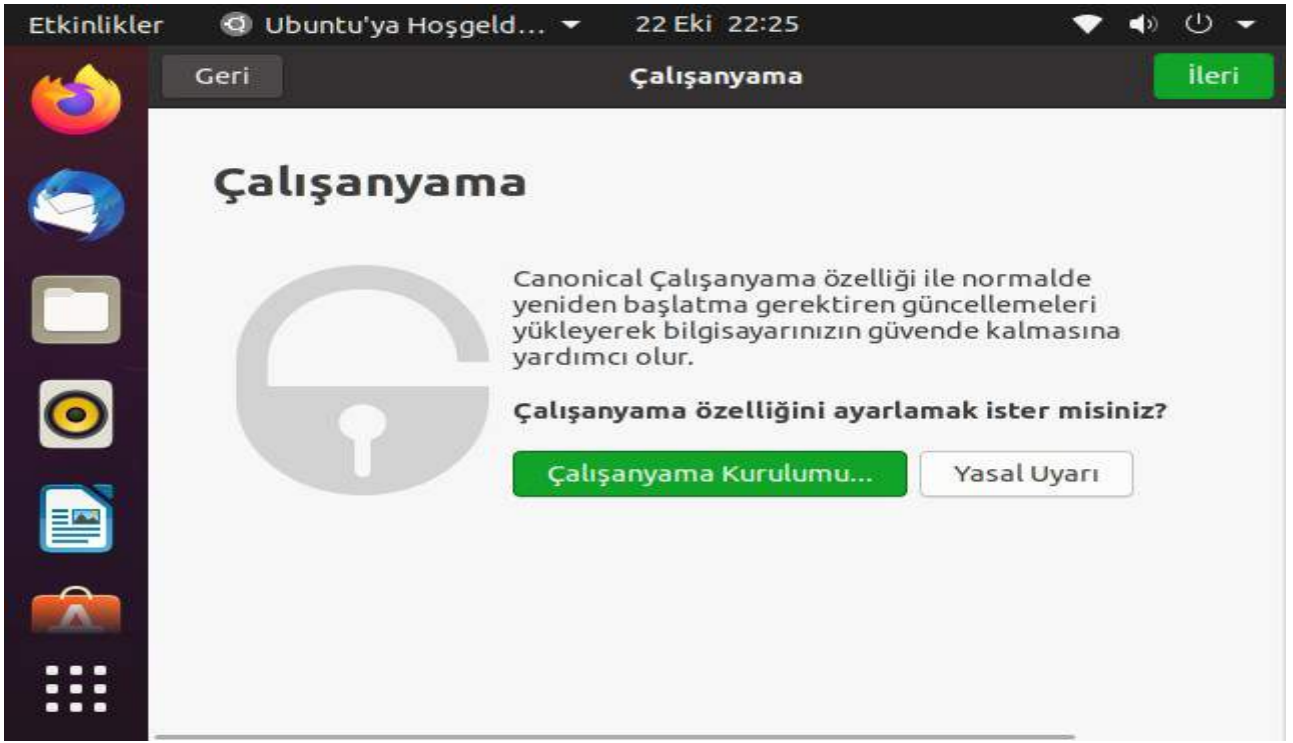 Etkinlikler Ubuntu'ya Hoşgeld... 22 Eki 22:25
Geri Çalışanyama İleri
Çalışanyama
Canonical Çalışanyama özelliği ile normalde
yeniden başlatma gerektiren güncellemeleri
yükleyerek bilgisayarınızın güvende kalmasına
yardımcı olur.
Çalışanyama özelliğini ayarlamak ister misiniz?
Çalışanyama Kurulumu... Yasal Uyarı